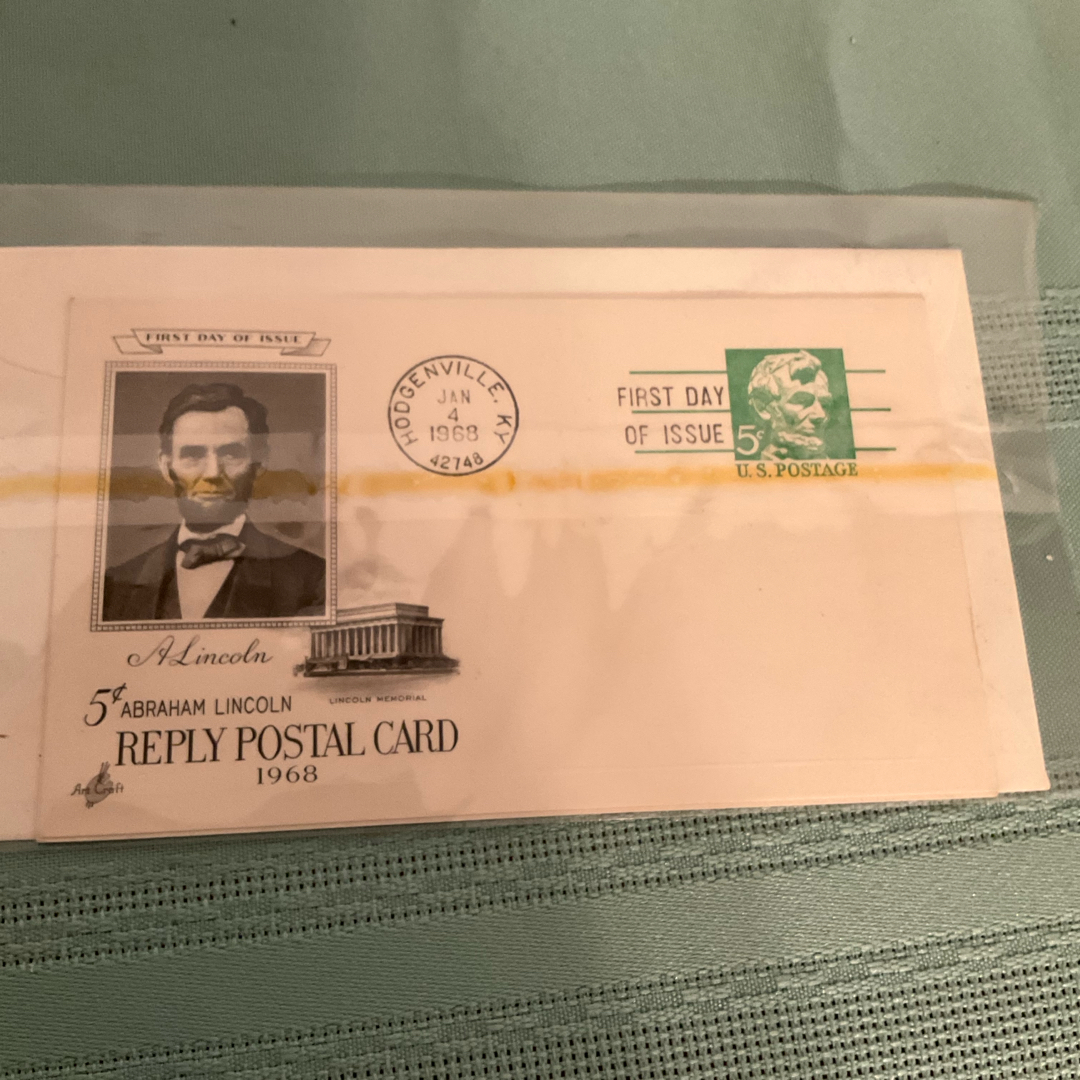 FIRST DAY OF ISSUE
HODGENVILLE, KY
JAN
4
1968
42748
FIRST DAY
OF ISSUE
5¢
U.S. POSTAGE
A Lincoln
LINCOLN MEMORIAL
5¢ ABRAHAM LINCOLN
REPLY POSTAL CARD
1968
Art Craft